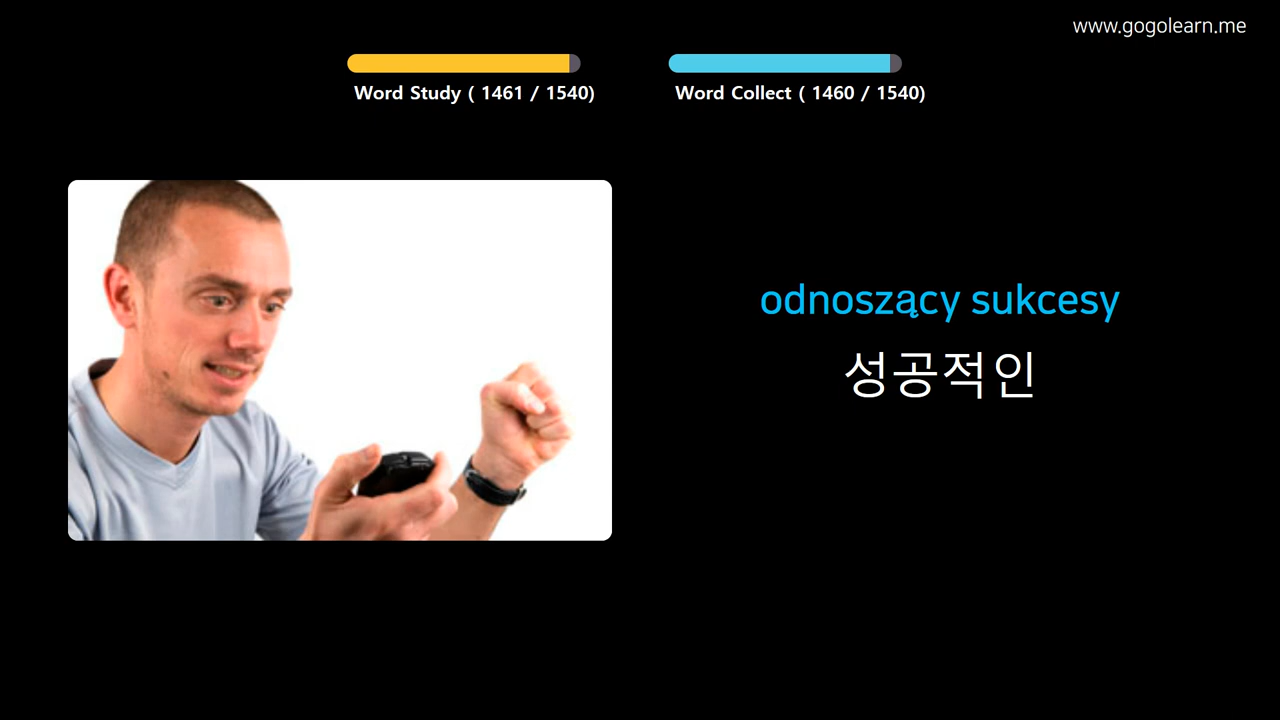 www.gogolearn.me
Word Study ( 1461 / 1540)
Word Collect ( 1460 / 1540)
odnoszący sukcesy
성공적인